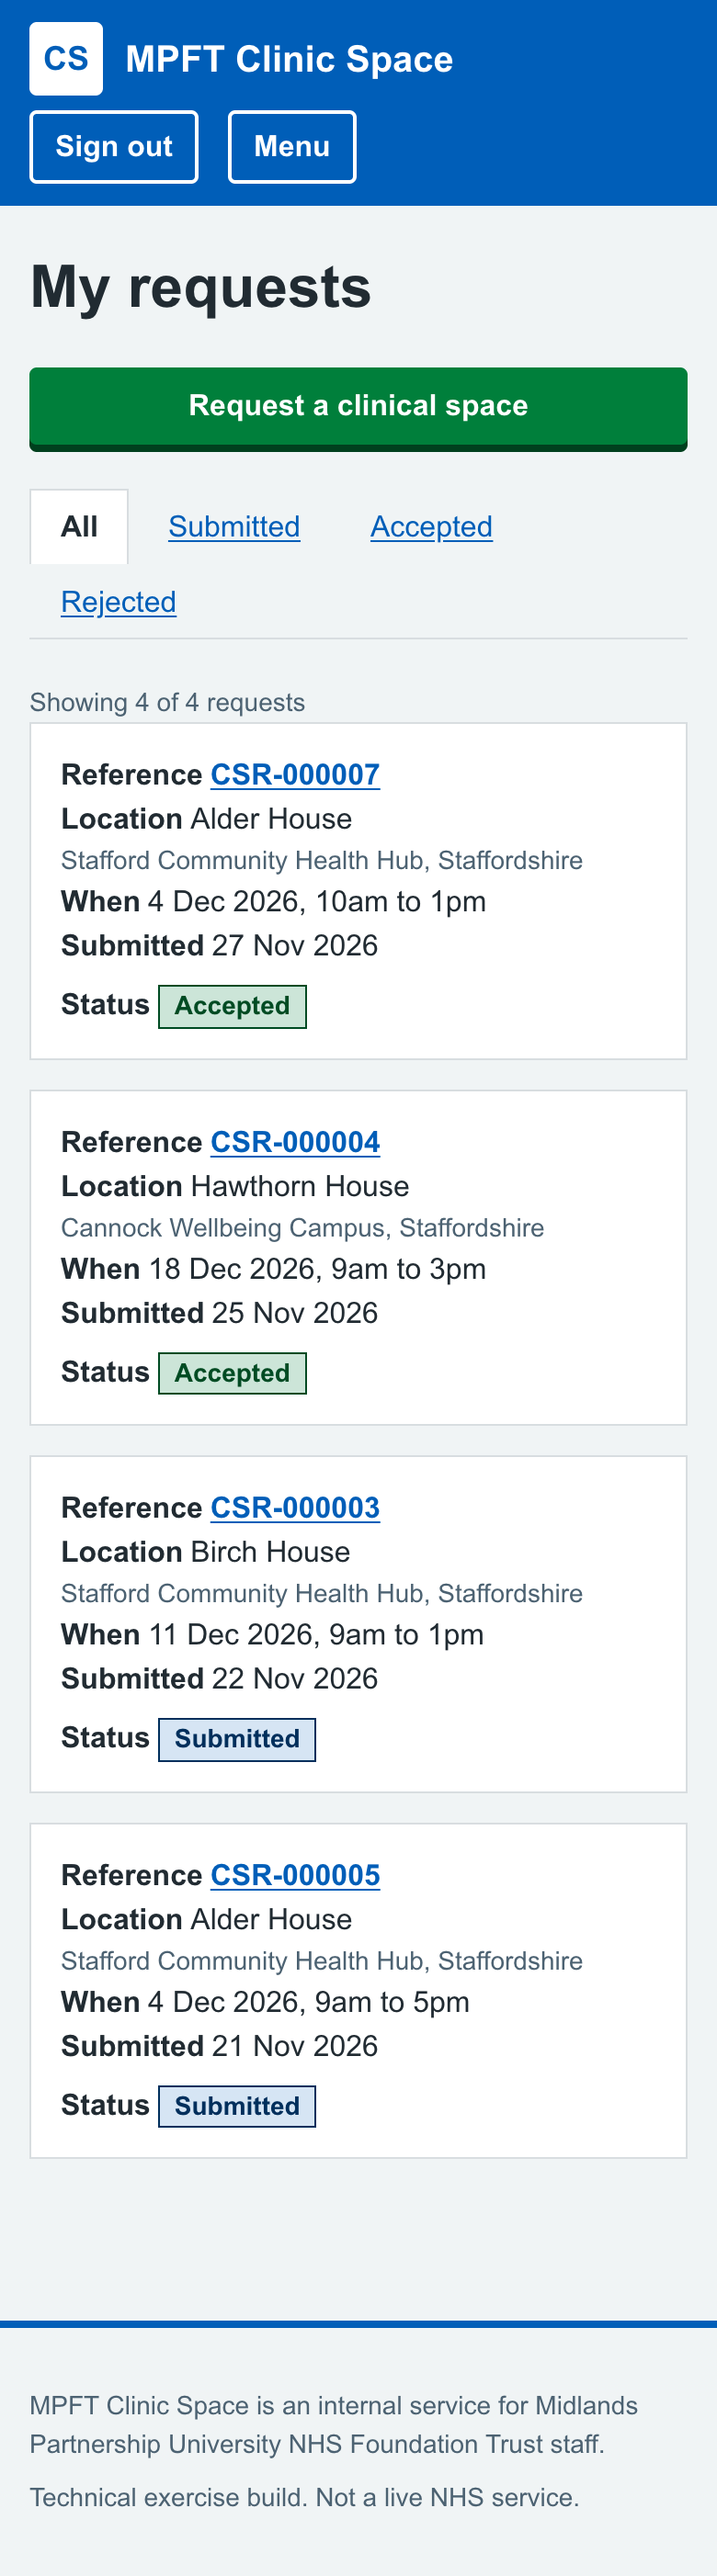 CS MPFT Clinic Space
Sign out Menu
My requests
Request a clinical space
All Submitted Accepted
Rejected
Showing 4 of 4 requests
Reference CSR-000007
Location Alder House
Stafford Community Health Hub, Staffordshire
When 4 Dec 2026, 10am to 1pm
Submitted 27 Nov 2026
Status Accepted
Reference CSR-000004
Location Hawthorn House
Cannock Wellbeing Campus, Staffordshire
When 18 Dec 2026, 9am to 3pm
Submitted 25 Nov 2026
Status Accepted
Reference CSR-000003
Location Birch House
Stafford Community Health Hub, Staffordshire
When 11 Dec 2026, 9am to 1pm
Submitted 22 Nov 2026
Status Submitted
Reference CSR-000005
Location Alder House
Stafford Community Health Hub, Staffordshire
When 4 Dec 2026, 9am to 5pm
Submitted 21 Nov 2026
Status Submitted
MPFT Clinic Space is an internal service for Midlands
Partnership University NHS Foundation Trust staff.
Technical exercise build. Not a live NHS service.